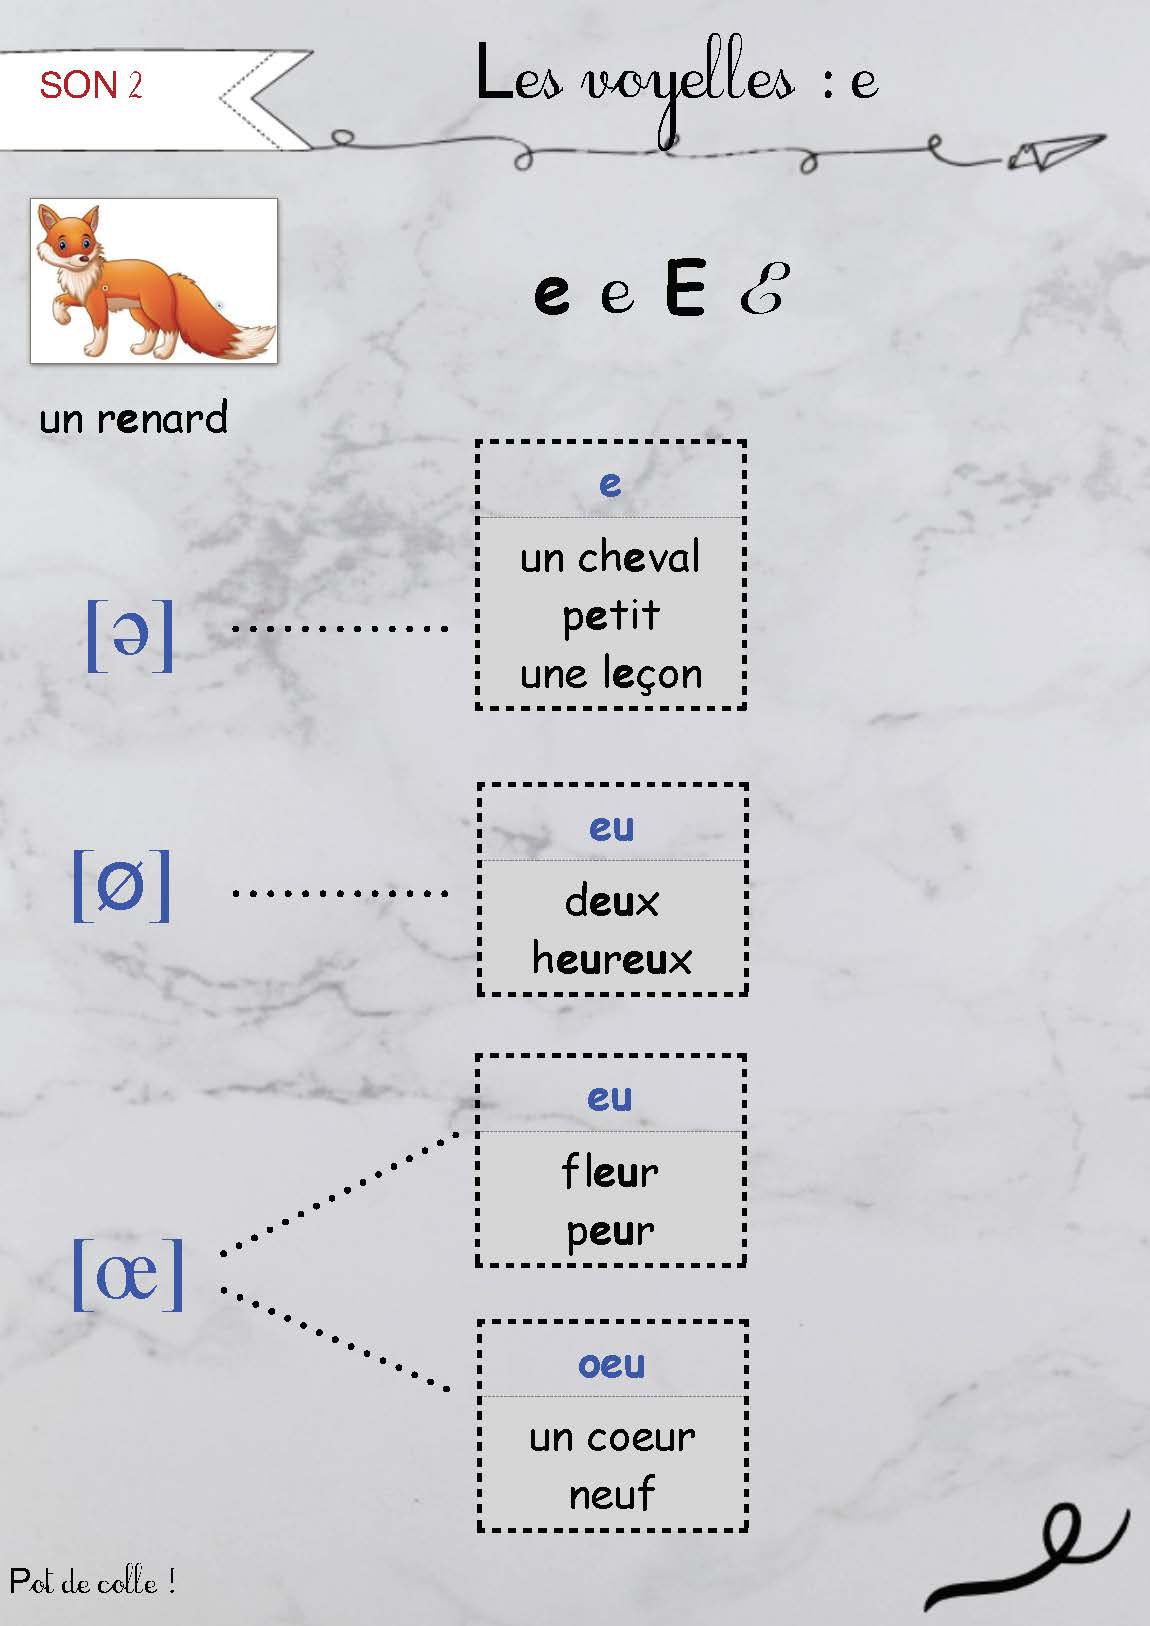 SON 2
Les voyelles : e
e e E E
un renard
e
un cheval
petit
une leçon
[ə]
eu
deux
heureux
[Ø]
eu
fleur
peur
[œ]
oeu
un coeur
neuf
Pot de colle !